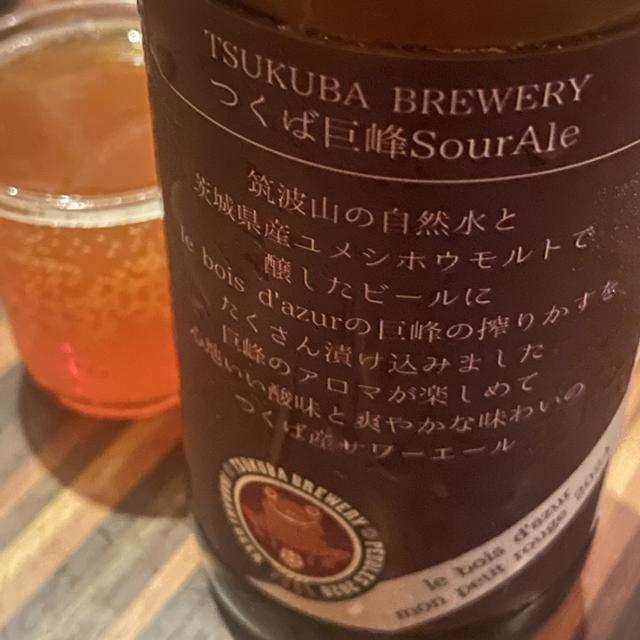 TSUKUBA BREWERY
つくば巨峰SourAle
筑波山の自然水と
茨城県産ユメシホウモルトで
醸したビールに
le bois d'azurの巨峰の搾りかすを、
たくさん漬け込みました
巨峰のアロマが楽しめて
心地いい酸味と爽やかな味わいの
つくば産サワーエール
TSUKUBA BREWERY
le bois d'azur
mon petit rouge 2024